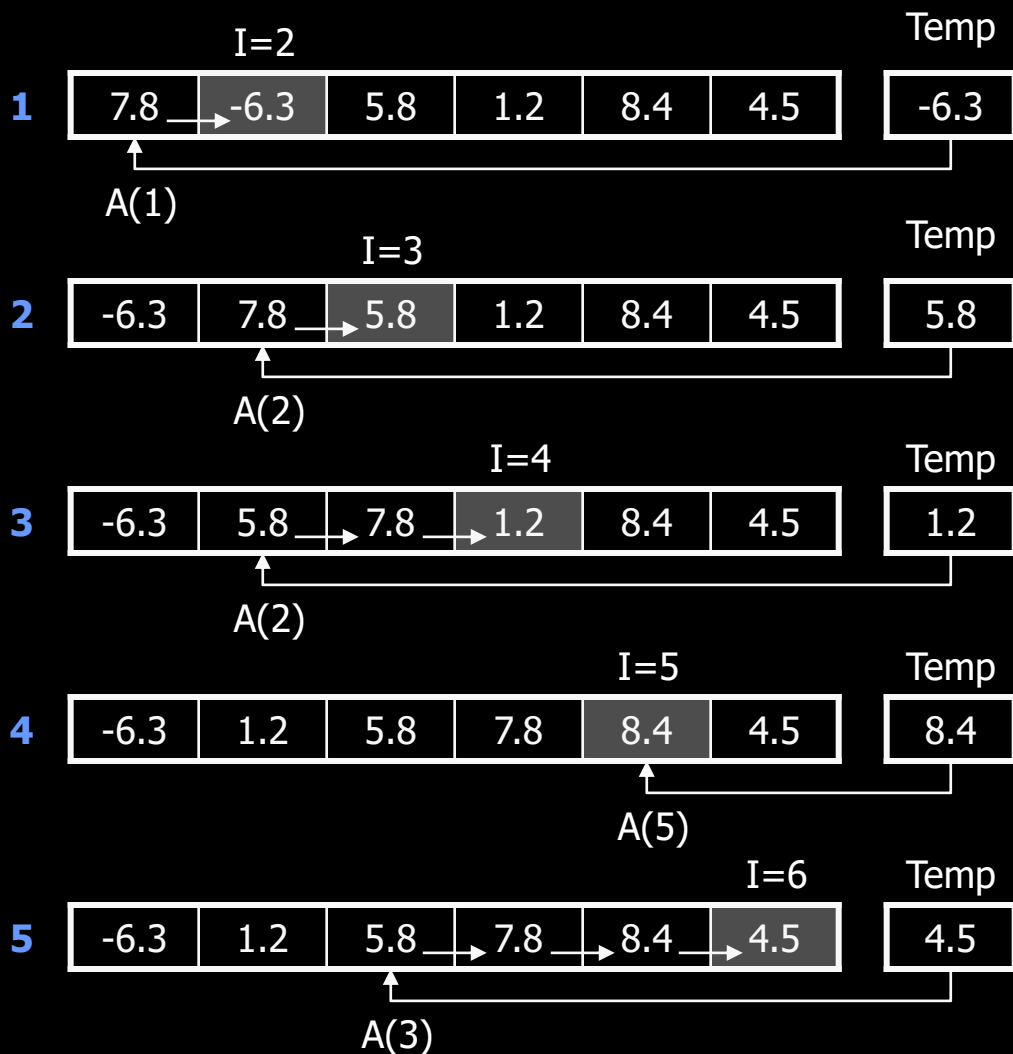 I=2 Temp
1 7.8 -6.3 5.8 1.2 8.4 4.5 -6.3
A(1)
I=3 Temp
2 -6.3 7.8 5.8 1.2 8.4 4.5 5.8
A(2)
I=4 Temp
3 -6.3 5.8 7.8 1.2 8.4 4.5 1.2
A(2)
I=5 Temp
4 -6.3 1.2 5.8 7.8 8.4 4.5 8.4
A(5)
I=6 Temp
5 -6.3 1.2 5.8 7.8 8.4 4.5 4.5
A(3)